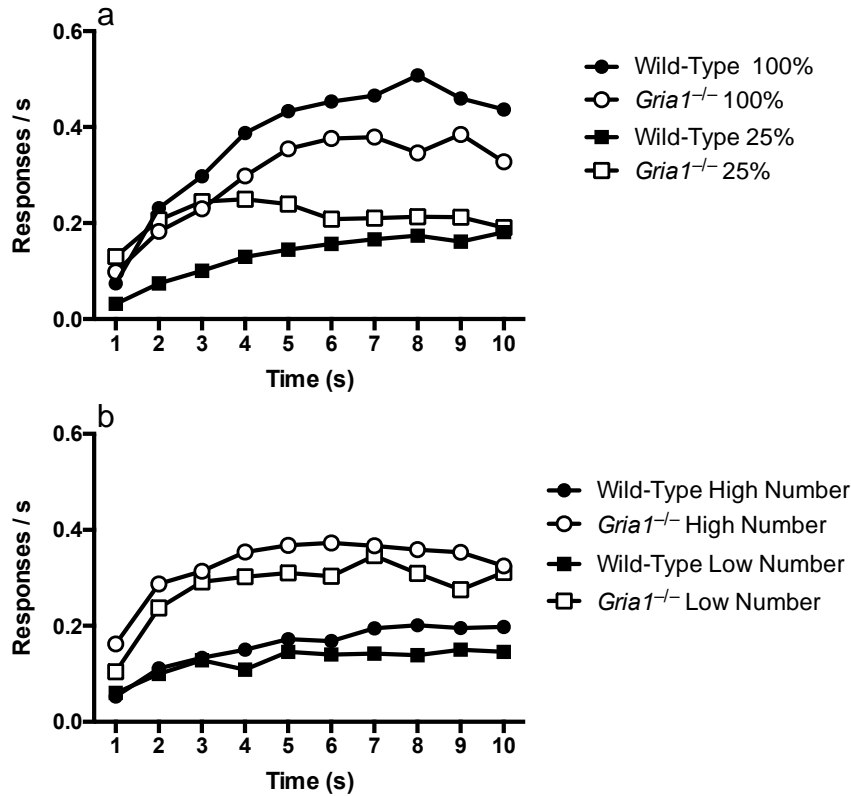 a
0.6
0.4
0.2
0.0
Responses / s
1 2 3 4 5 6 7 8 9 10
Time (s)
Wild-Type 100%
Gria1–/– 100%
Wild-Type 25%
Gria1–/– 25%
b
0.6
0.4
0.2
0.0
Responses / s
1 2 3 4 5 6 7 8 9 10
Time (s)
Wild-Type High Number
Gria1–/– High Number
Wild-Type Low Number
Gria1–/– Low Number